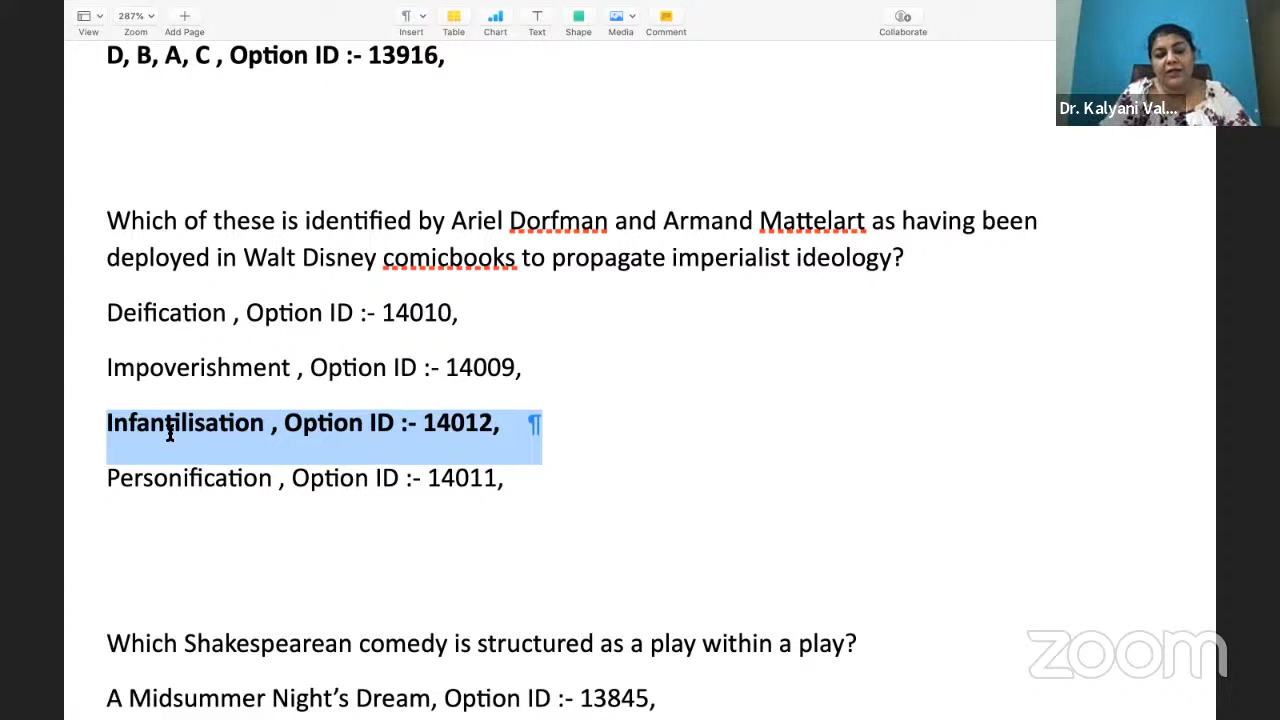 287%
View
Zoom
Add Page
Insert
Table
Chart
Text
Shape
Media
Comment
Collaborate
Dr. Kalyani Val...
D, B, A, C , Option ID :- 13916,
Which of these is identified by Ariel Dorfman and Armand Mattelart as having been
deployed in Walt Disney comicbooks to propagate imperialist ideology?
Deification , Option ID :- 14010,
Impoverishment , Option ID :- 14009,
Infantilisation , Option ID :- 14012, ¶
Personification , Option ID :- 14011,
Which Shakespearean comedy is structured as a play within a play?
A Midsummer Night’s Dream, Option ID :- 13845,
zoom